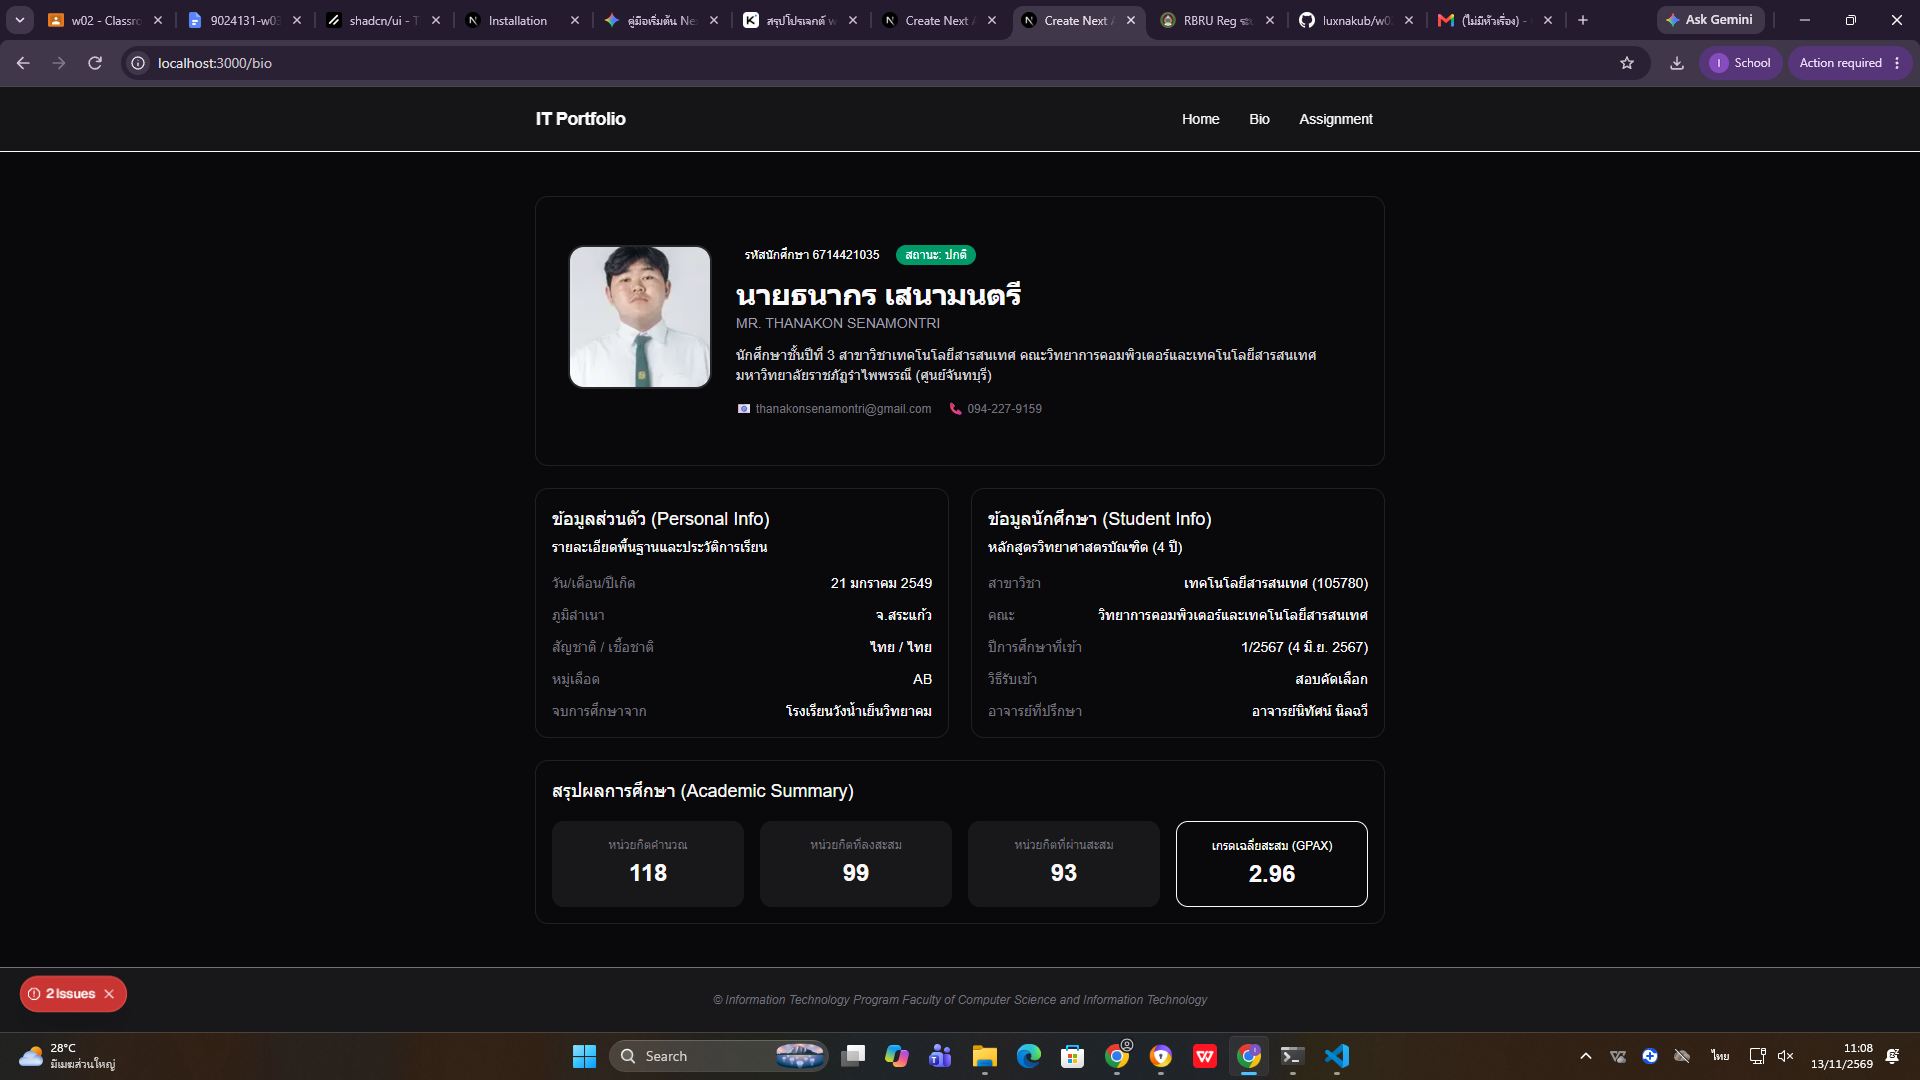 w02 - Classro
9024131-w03
shadcn/ui - T
Installation
คู่มือเริ่มต้น Ne
สรุปโปรเจกต์ w
Create Next A
Create Next A
RBRU Reg ระบ
luxnakub/w02
(ไม่มีหัวเรื่อง) -
Ask Gemini
localhost:3000/bio
School
Action required
IT Portfolio
Home
Bio
Assignment
รหัสนักศึกษา 6714421035
สถานะ: ปกติ
นายธนากร เสนามนตรี
MR. THANAKON SENAMONTRI
นักศึกษาชั้นปีที่ 3 สาขาวิชาเทคโนโลยีสารสนเทศ คณะวิทยาการคอมพิวเตอร์และเทคโนโลยีสารสนเทศ
มหาวิทยาลัยราชภัฏรำไพพรรณี (ศูนย์จันทบุรี)
thanakonsenamontri@gmail.com
094-227-9159
ข้อมูลส่วนตัว (Personal Info)
รายละเอียดพื้นฐานและประวัติการเรียน
วัน/เดือน/ปีเกิด 21 มกราคม 2549
ภูมิลำเนา จ.สระแก้ว
สัญชาติ / เชื้อชาติ ไทย / ไทย
หมู่เลือด AB
จบการศึกษาจาก โรงเรียนวังน้ำเย็นวิทยาคม
ข้อมูลนักศึกษา (Student Info)
หลักสูตรวิทยาศาสตรบัณฑิต (4 ปี)
สาขาวิชา เทคโนโลยีสารสนเทศ (105780)
คณะ วิทยาการคอมพิวเตอร์และเทคโนโลยีสารสนเทศ
ปีการศึกษาที่เข้า 1/2567 (4 มิ.ย. 2567)
วิธีรับเข้า สอบคัดเลือก
อาจารย์ที่ปรึกษา อาจารย์นิทัศน์ นิลฉวี
สรุปผลการศึกษา (Academic Summary)
หน่วยกิตคำนวณ
118
หน่วยกิตที่ลงสะสม
99
หน่วยกิตที่ผ่านสะสม
93
เกรดเฉลี่ยสะสม (GPAX)
2.96
2 Issues
© Information Technology Program Faculty of Computer Science and Information Technology
28°C
มีเมฆส่วนใหญ่
Search
ไทย
11:08
13/11/2569